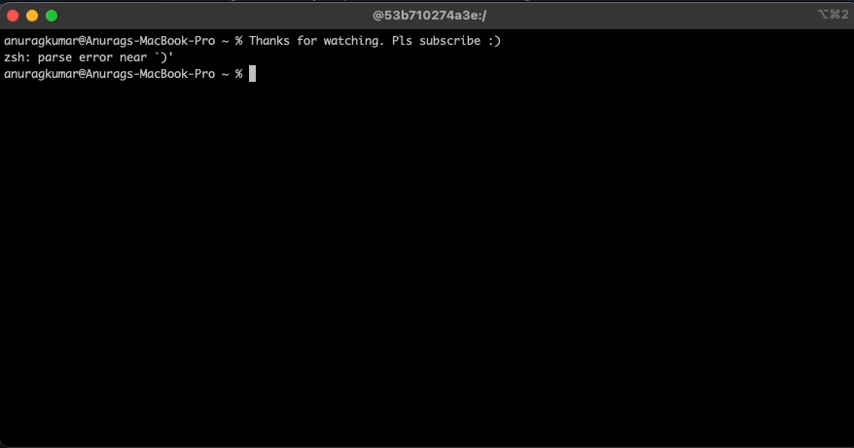 @53b710274a3e:/
⌥⌘2
anuragkumar@Anurags-MacBook-Pro ~ % Thanks for watching. Pls subscribe :)
zsh: parse error near `)'
anuragkumar@Anurags-MacBook-Pro ~ %